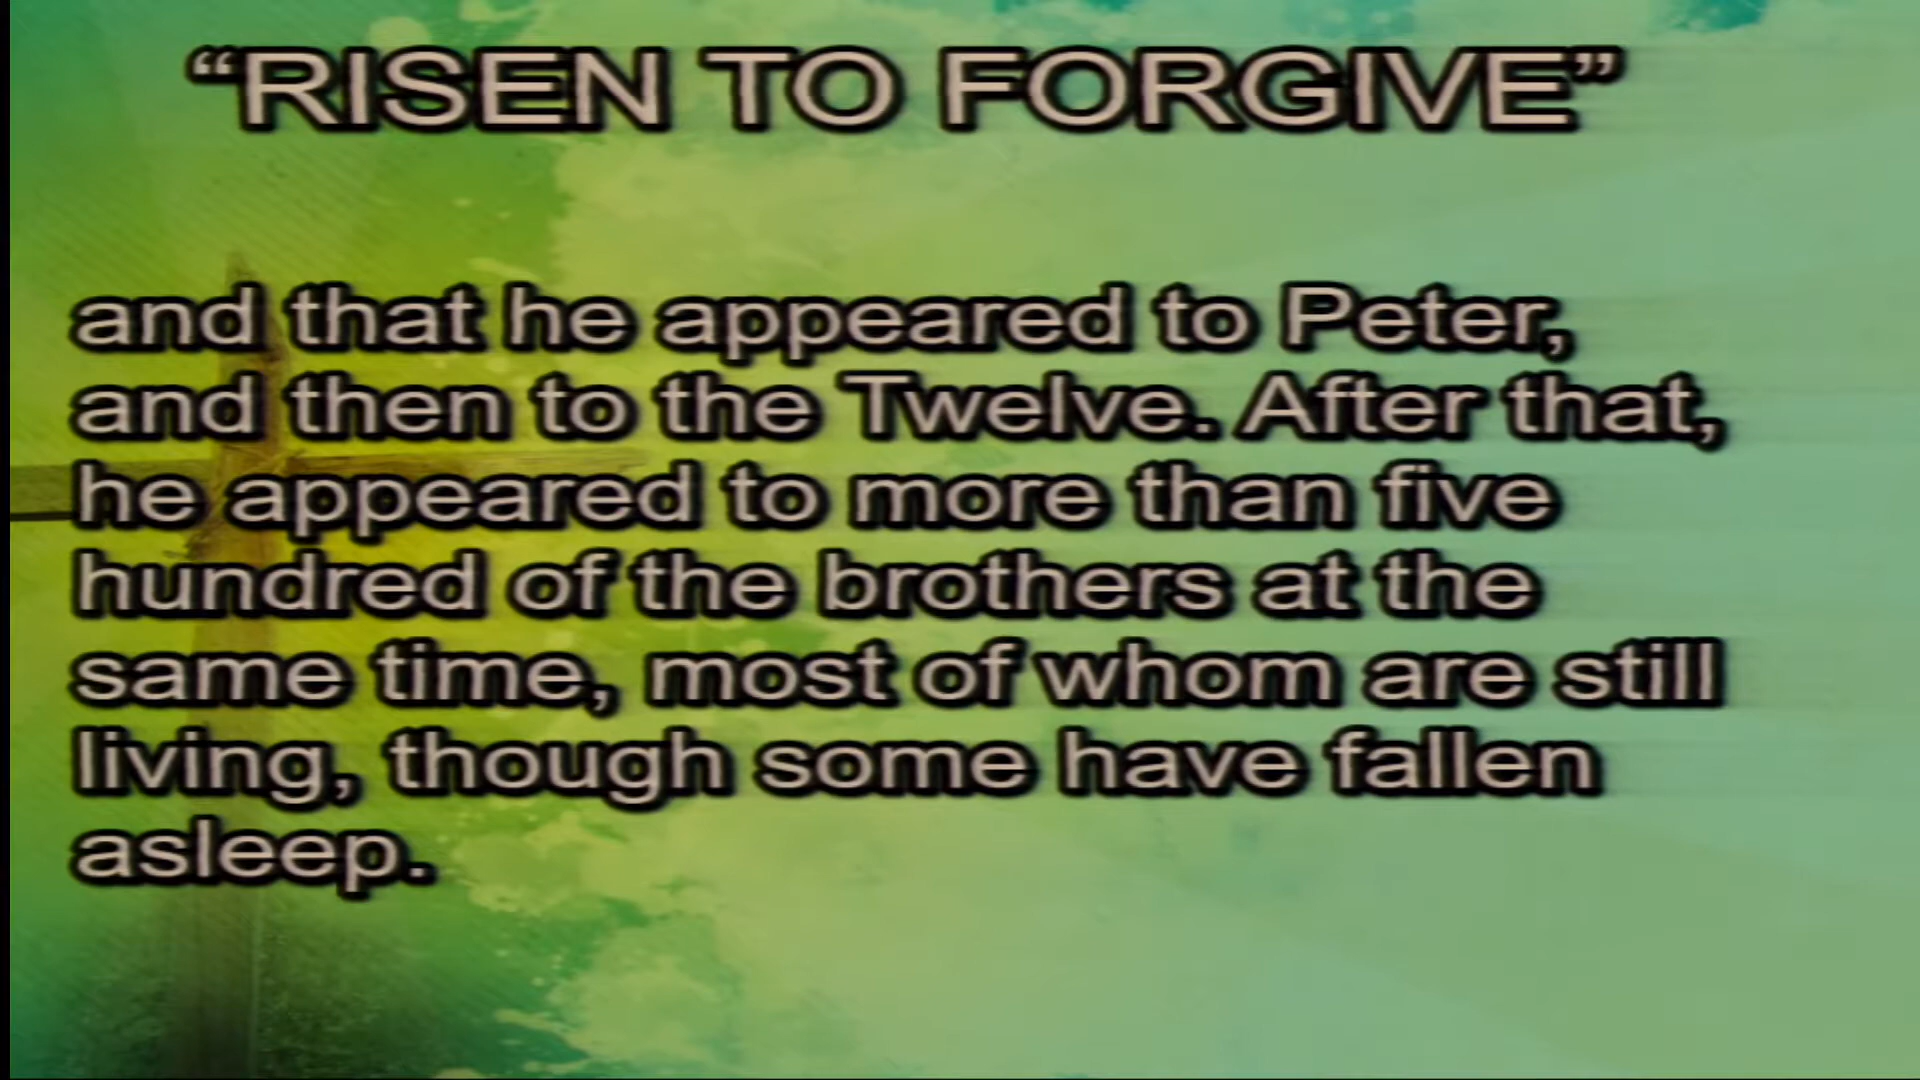 “RISEN TO FORGIVE”
and that he appeared to Peter,
and then to the Twelve. After that,
he appeared to more than five
hundred of the brothers at the
same time, most of whom are still
living, though some have fallen
asleep.